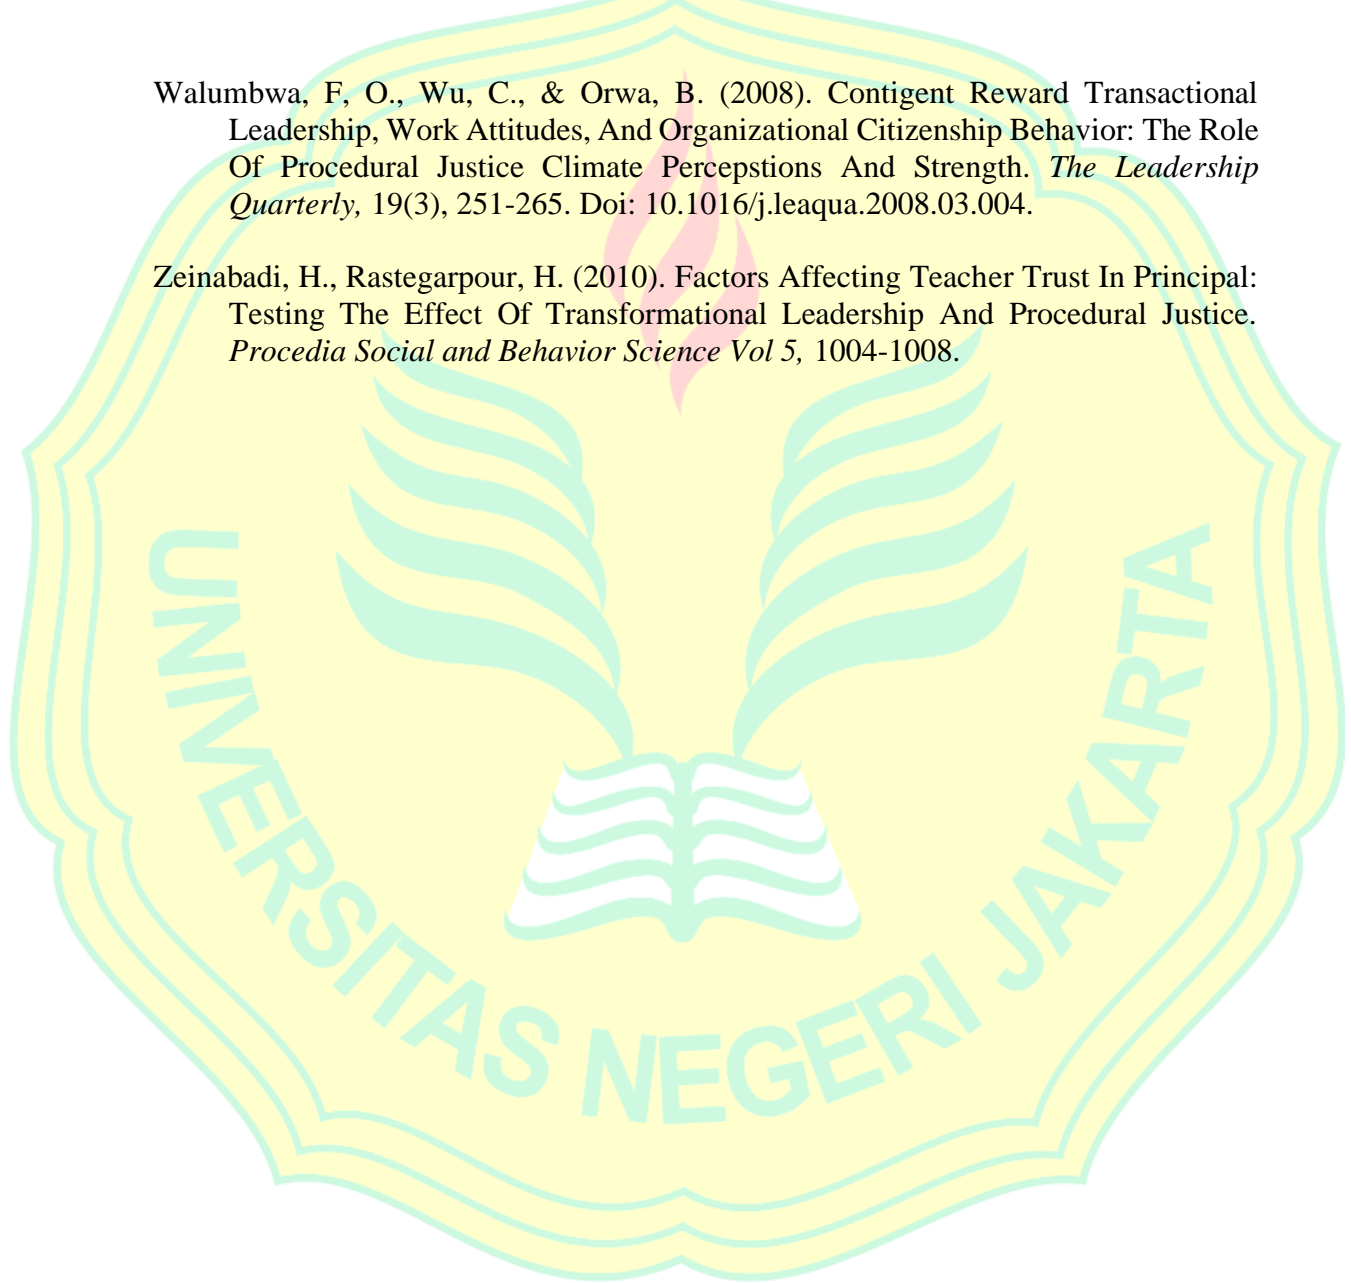 Walumbwa, F, O., Wu, C., & Orwa, B. (2008). Contigent Reward Transactional
Leadership, Work Attitudes, And Organizational Citizenship Behavior: The Role
Of Procedural Justice Climate Percepstions And Strength. The Leadership
Quarterly, 19(3), 251-265. Doi: 10.1016/j.leaqua.2008.03.004.
Zeinabadi, H., Rastegarpour, H. (2010). Factors Affecting Teacher Trust In Principal:
Testing The Effect Of Transformational Leadership And Procedural Justice.
Procedia Social and Behavior Science Vol 5, 1004-1008.
UNIVERSITAS NEGERI JAKARTA